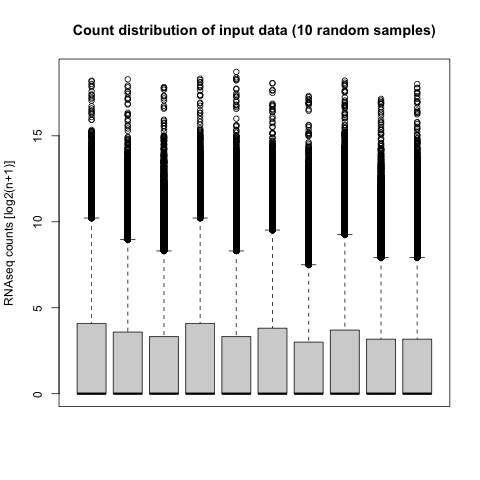 Count distribution of input data (10 random samples)
RNAseq counts [log2(n+1)]
15
10
5
0